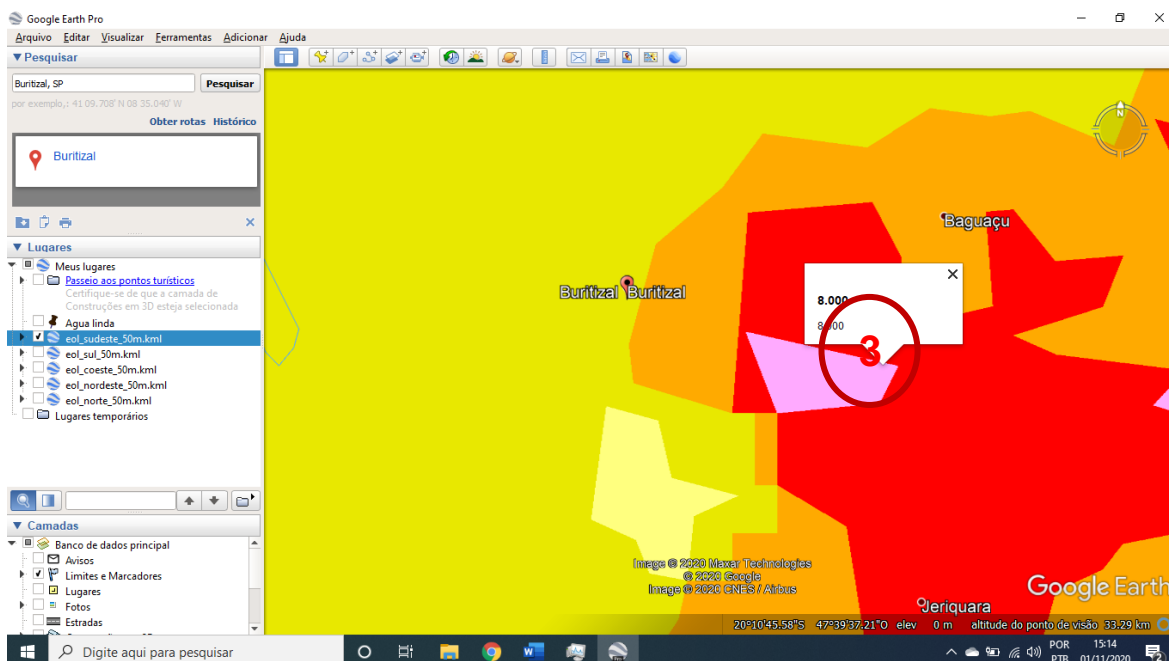 Google Earth Pro
Arquivo Editar Visualizar Ferramentas Adicionar Ajuda
Pesquisar
Buritizal, SP
Pesquisar
por exemplo,: 41 09.708' N 08 35.040' W
Obter rotas Histórico
Buritizal
Lugares
Meus lugares
Passeio aos pontos turísticos
Certifique-se de que a camada de
Construções em 3D esteja selecionada
Agua linda
eol_sudeste_50m.kml
eol_sul_50m.kml
eol_coeste_50m.kml
eol_nordeste_50m.kml
eol_norte_50m.kml
Lugares temporários
Camadas
Banco de dados principal
Avisos
Limites e Marcadores
Lugares
Fotos
Estradas
N
Baguaçu
Buritizal Buritizal
8.000
8.000
3
Image © 2020 Maxar Technologies
© 2020 Google
Image © 2020 CNES / Airbus
Google Earth
Jeriquara
20°10'45.58"S 47°39'37.21"O elev 0 m altitude do ponto de visão 33.29 km
Digite aqui para pesquisar
POR
PTB
15:14
01/11/2020
2